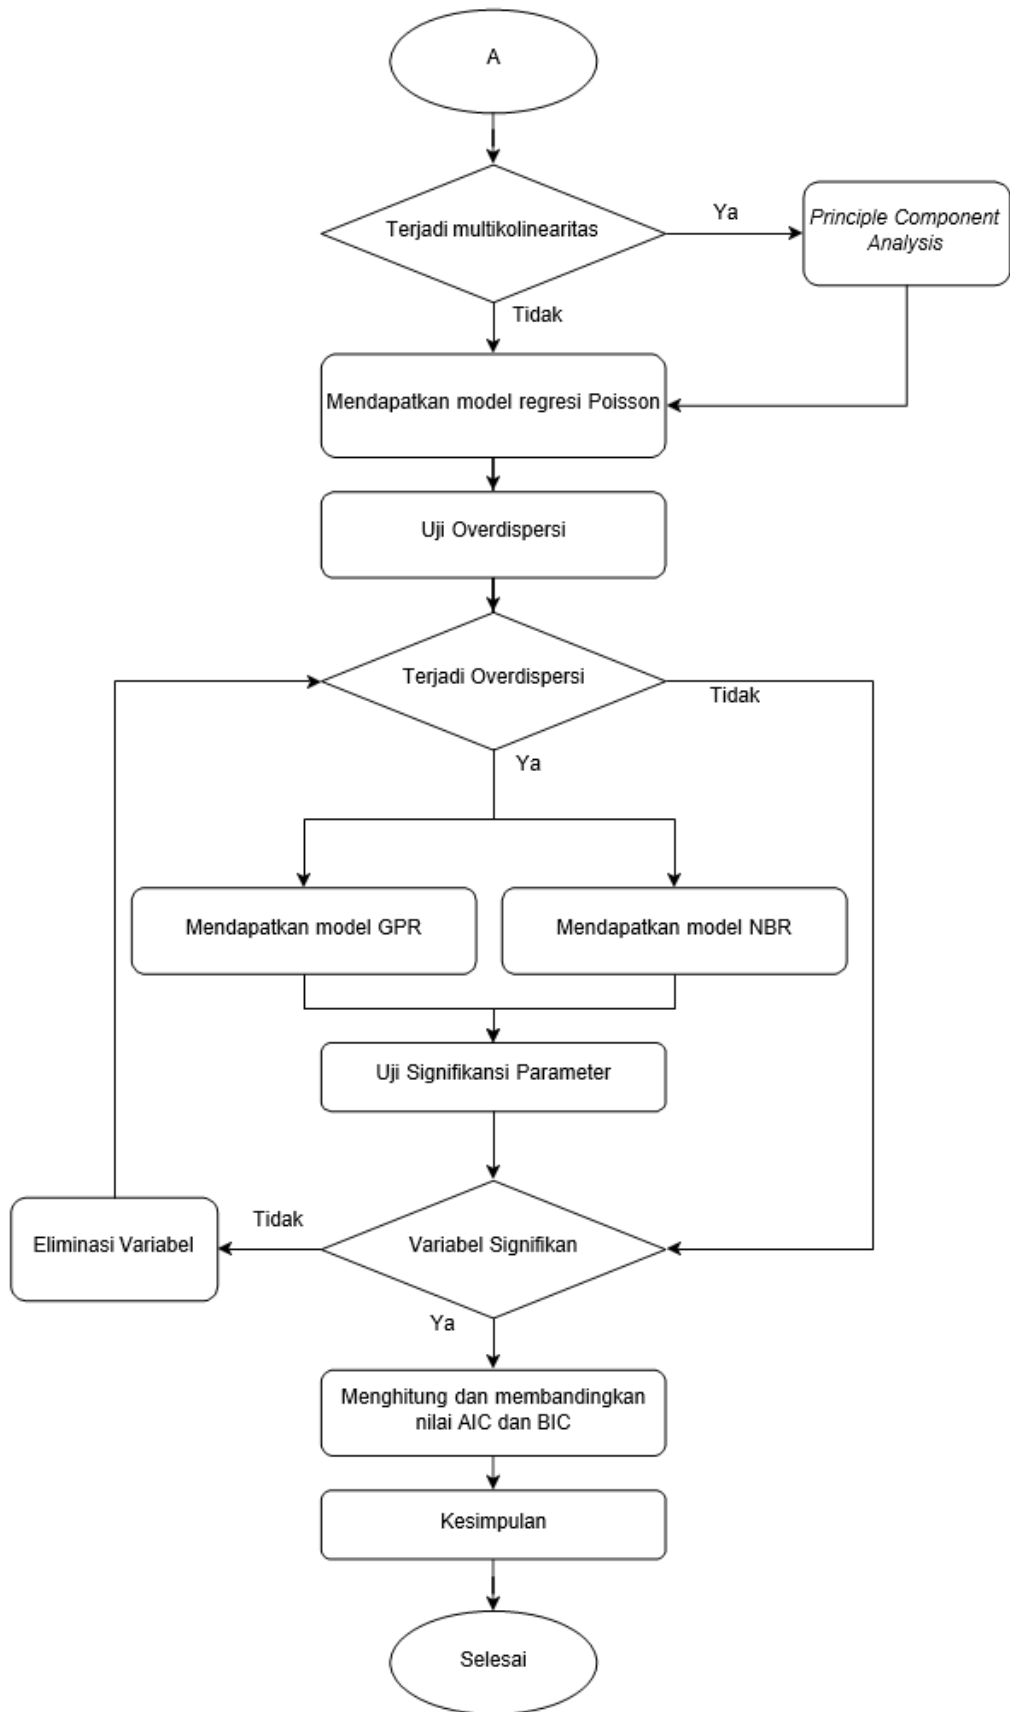 A
Terjadi multikolinearitas
Ya
Principle Component
Analysis
Tidak
Mendapatkan model regresi Poisson
Uji Overdispersi
Terjadi Overdispersi
Tidak
Ya
Mendapatkan model GPR
Mendapatkan model NBR
Uji Signifikansi Parameter
Eliminasi Variabel
Tidak
Variabel Signifikan
Ya
Menghitung dan membandingkan
nilai AIC dan BIC
Kesimpulan
Selesai